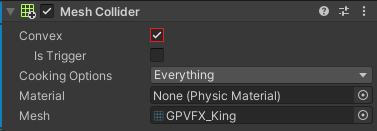 Mesh Collider
Convex
Is Trigger
Cooking Options Everything
Material None (Physic Material)
Mesh GPVFX_King